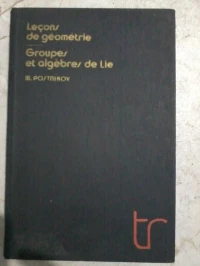 Leçons
de géométrie
Groupes
et algèbres de Lie
M. POSTNIKOV
tr